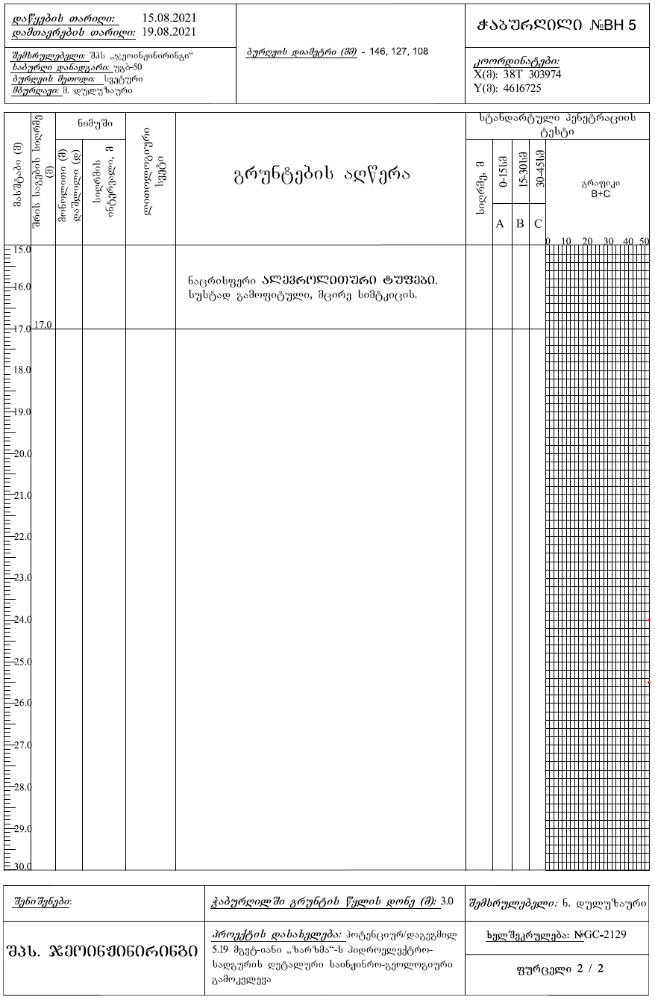 დაწყების თარიღი: 15.08.2021
დამთავრების თარიღი: 19.08.2021
შემსრულებელი: შპს „ჯეოინჟინირინგი“
საბურღი დანადგარი: უგბ-50
ბურღვის მეთოდი: სვეტური
მბურღავი: მ. დულუზაური
ბურღვის დიამეტრი (მმ) - 146, 127, 108
ჭაბურღილი №BH 5
კოორდინატები:
X(მ): 38T 303974
Y(მ): 4616725
მასშტაბი (მ)
შრის საგების სიღრმე (მ)
ნიმუში
მონოლითი (მ)
დაშლილი (დ)
სიღრმის ინტერვალი, მ
ლითოლოგიური სვეტი
გრუნტების აღწერა
სტანდარტული პენეტრაციის
ტესტი
სიღრმე, მ
0-15სმ
15-30სმ
30-45სმ
A B C
გრაფიკი
B+C
0 10 20 30 40 50
15.0
ნაცრისფერი ალევროლითური ტუფები.
16.0
სუსტად გამოფიტული, მცირე სიმტკიცის.
17.0
17.0
18.0
19.0
20.0
21.0
22.0
23.0
24.0
25.0
26.0
27.0
28.0
29.0
30.0
შენიშვნები:
ჭაბურღილში გრუნტის წყლის დონე (მ): 3.0
შემსრულებელი: ნ. დულუზაური
შპს. ჯეოინჟინირინგი
პროექტის დასახელება: პოტენციურ/დაგეგმილ
5.19 მგვტ-იანი „ზარზმა“-ს ჰიდროელექტრო-
სადგურის დეტალური საინჟინრო-გეოლოგიური
გამოკვლევა
ხელშეკრულება: №GC-2129
ფურცელი 2 / 2